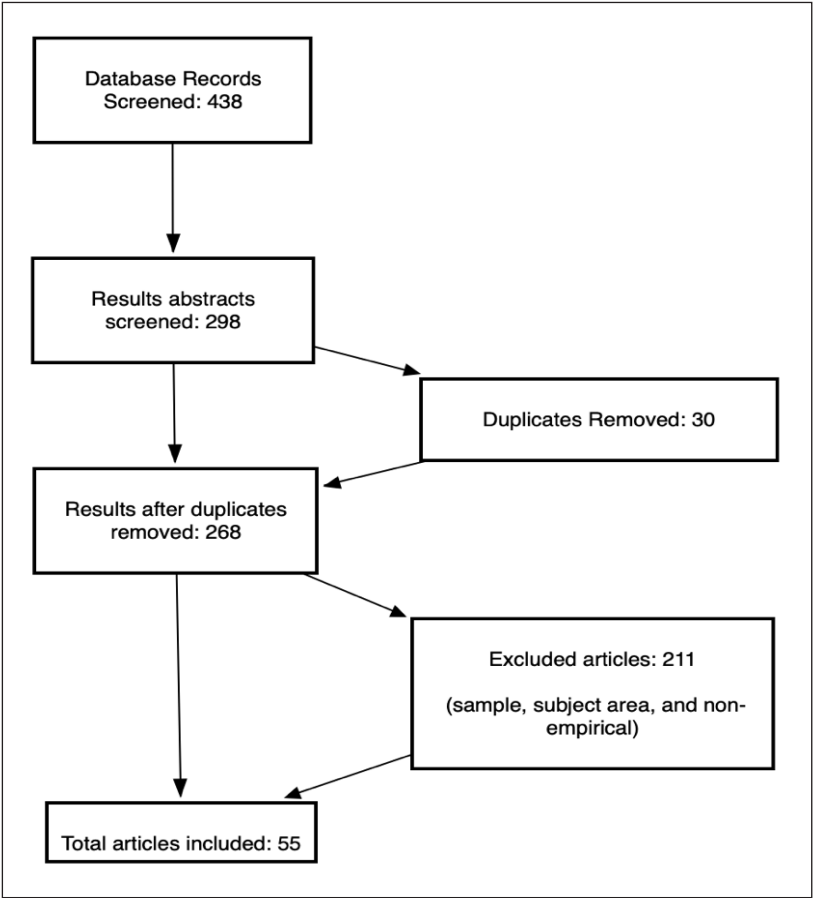 Database Records
Screened: 438
Results abstracts
screened: 298
Duplicates Removed: 30
Results after duplicates
removed: 268
Excluded articles: 211
(sample, subject area, and non-
empirical)
Total articles included: 55